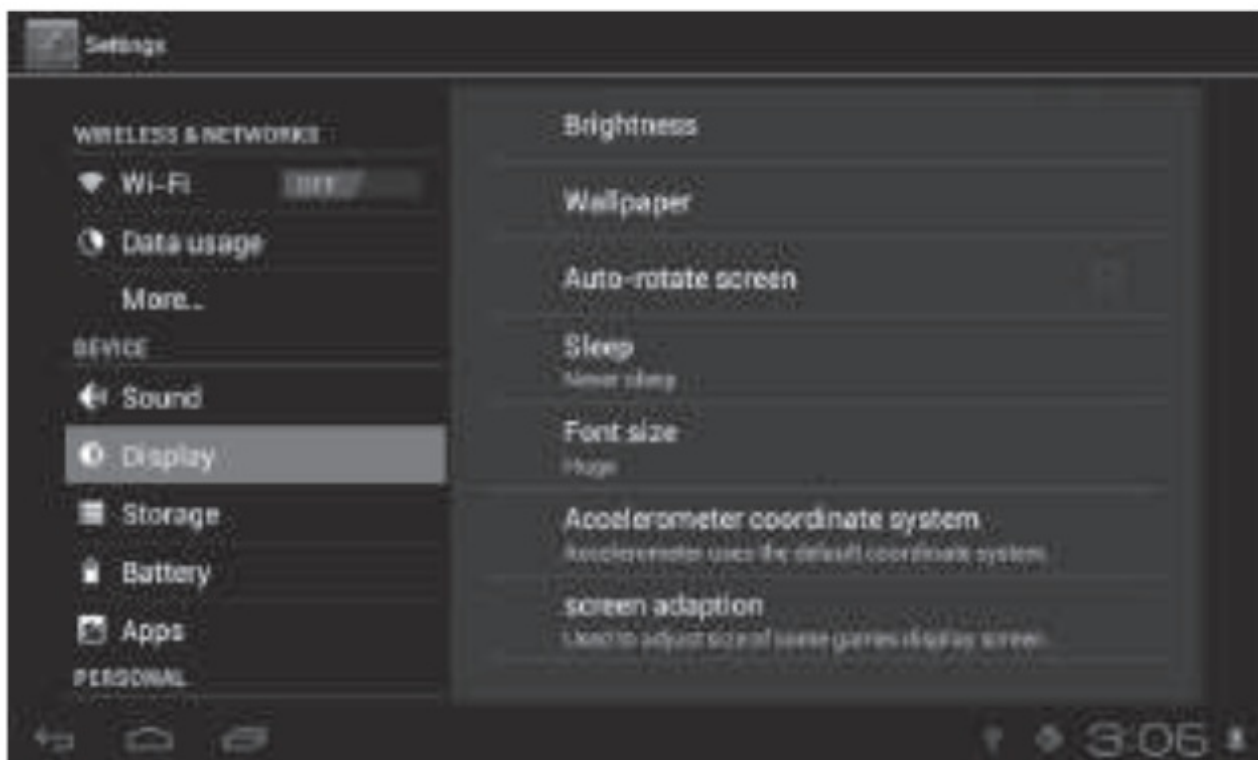 Settings
WIRELESS & NETWORKS
Wi-Fi
OFF
Data usage
More...
DEVICE
Sound
Display
Storage
Battery
Apps
PERSONAL
Brightness
Wallpaper
Auto-rotate screen
Sleep
Never sleep
Font size
Huge
Accelerometer coordinate system
Accelerometer uses the default coordinate system.
screen adaption
Used to adjust size of some games display screen.
3:06